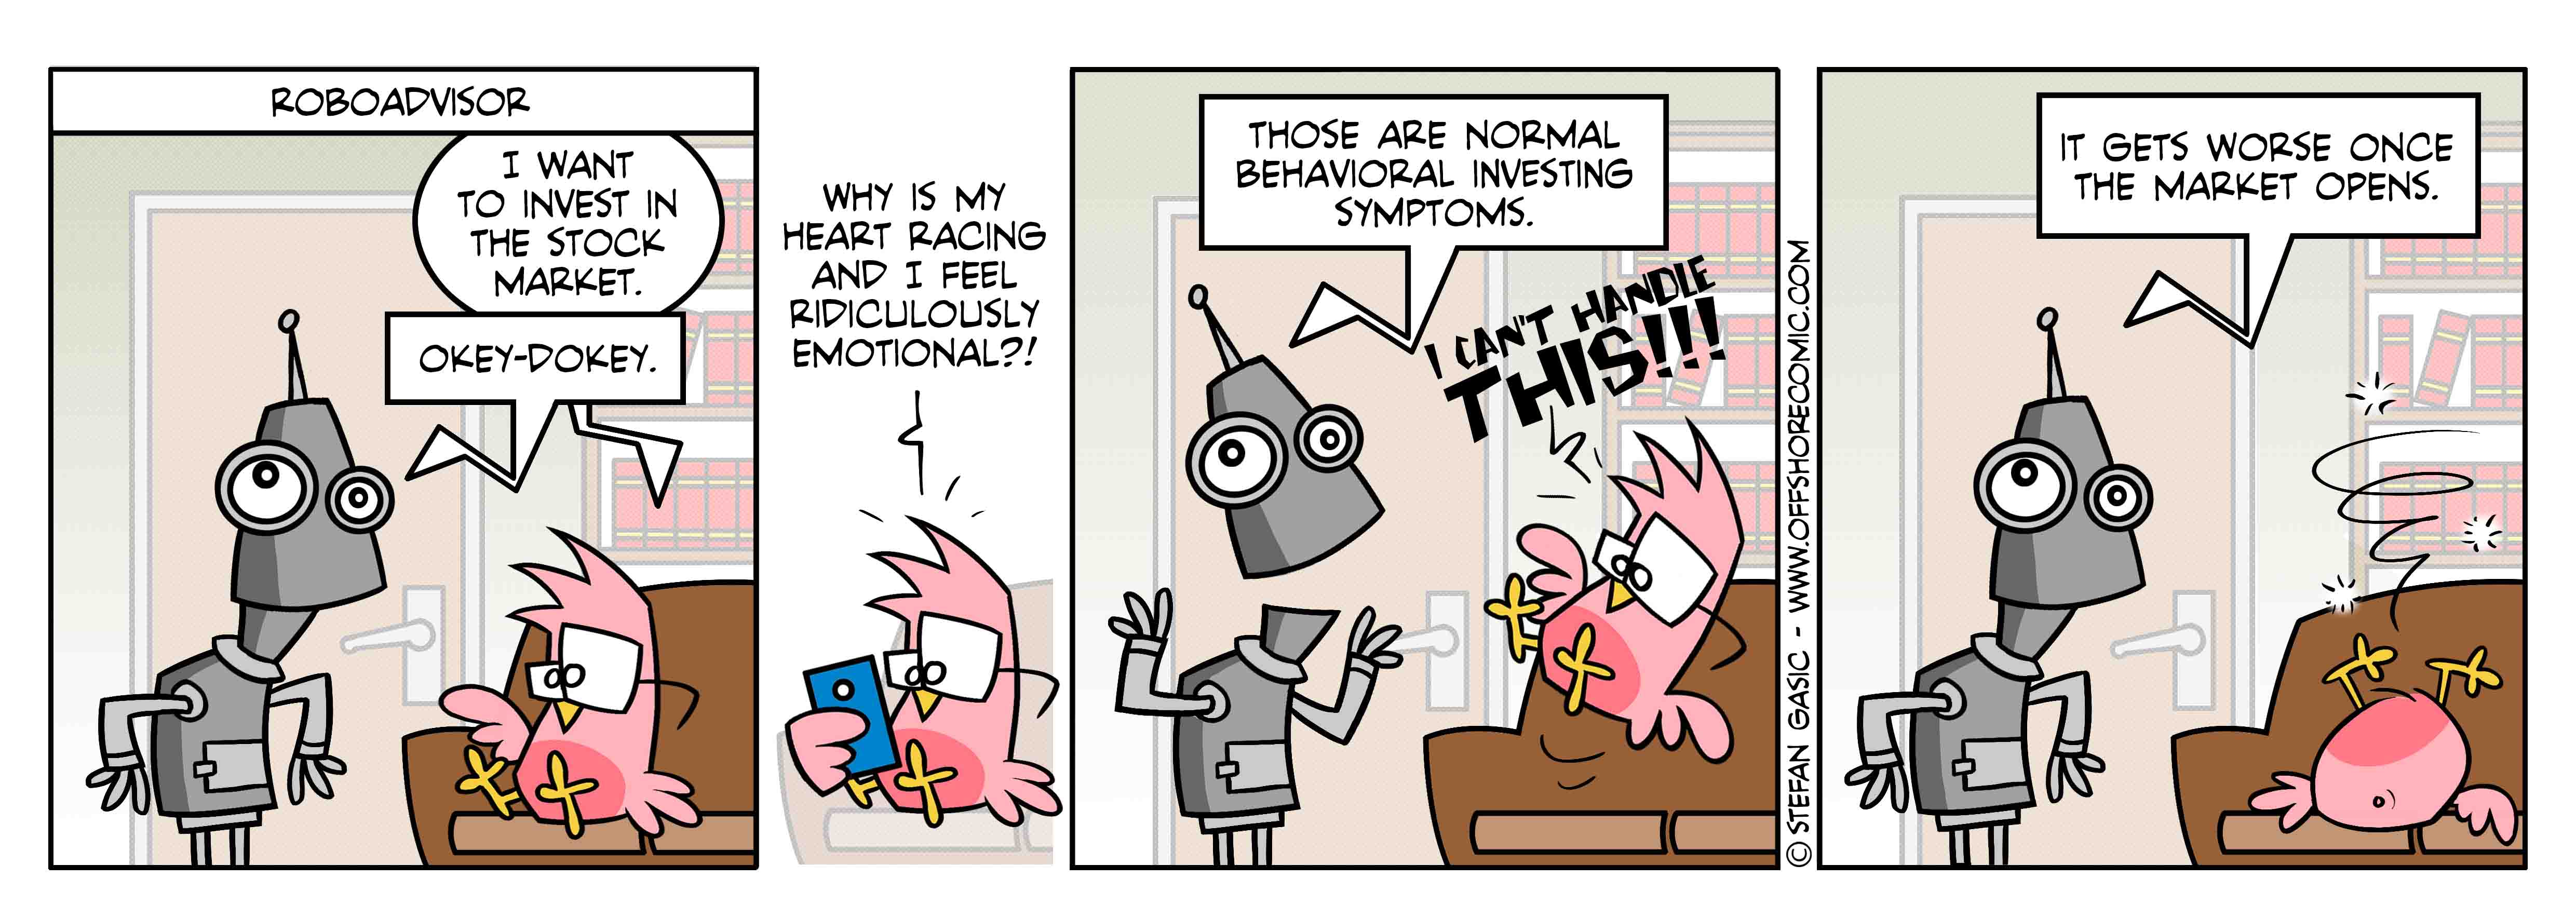 ROBOADVISOR
I WANT
TO INVEST IN
THE STOCK
MARKET.
OKEY-DOKEY.
WHY IS MY
HEART RACING
AND I FEEL
RIDICULOUSLY
EMOTIONAL?!
THOSE ARE NORMAL
BEHAVIORAL INVESTING
SYMPTOMS.
I CAN'T HANDLE
THIS!!!
© STEFAN GASIC - WWW.OFFSHORECOMIC.COM
IT GETS WORSE ONCE
THE MARKET OPENS.